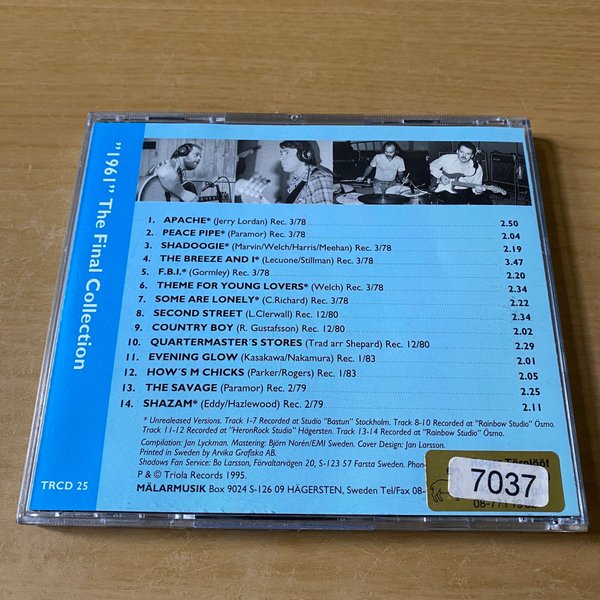 "1961" The Final Collection
1. APACHE* (Jerry Lordan) Rec. 3/78 2.50
2. PEACE PIPE* (Paramor) Rec. 3/78 2.04
3. SHADOOGIE* (Marvin/Welch/Harris/Meehan) Rec. 3/78 2.19
4. THE BREEZE AND I* (Lecuone/Stillman) Rec. 3/78 3.47
5. F.B.I.* (Gormley) Rec. 3/78 2.20
6. THEME FOR YOUNG LOVERS* (Welch) Rec. 3/78 2.34
7. SOME ARE LONELY* (C.Richard) Rec. 3/78 2.22
8. SECOND STREET (L.Clerwall) Rec. 12/80 2.34
9. COUNTRY BOY (R. Gustafsson) Rec. 12/80 2.02
10. QUARTERMASTER'S STORES (Trad arr Shepard) Rec. 12/80 2.29
11. EVENING GLOW (Kasakawa/Nakamura) Rec. 1/83 2.01
12. HOW´S M CHICKS (Parker/Rogers) Rec. 1/83 2.05
13. THE SAVAGE (Paramor) Rec. 2/79 2.25
14. SHAZAM* (Eddy/Hazlewood) Rec. 2/79 2.11
* Unrealeased Versions. Track 1-7 Recorded at Studio "Bastun" Stockholm. Track 8-10 Recorded at "Rainbow Studio" Ösmo.
Track 11-12 Recorded at "HeronRock Studio" Hägersten. Track 13-14 Recorded at "Rainbow Studio" Ösmo.
Compilation: Jan Lyckman. Mastering: Björn Norén/EMI Sweden. Cover Design: Jan Larsson.
Printed in Sweden by Arvika Grafiska AB.
Shadows Fan Service: Bo Larsson, Förvaltarvägen 20, S-123 57 Farsta Sweden.
P & © Triola Records 1995.
MÄLARMUSIK Box 9024 S-126 09 HÄGERSTEN, Sweden Tel/Fax 08-
TRCD 25
7037